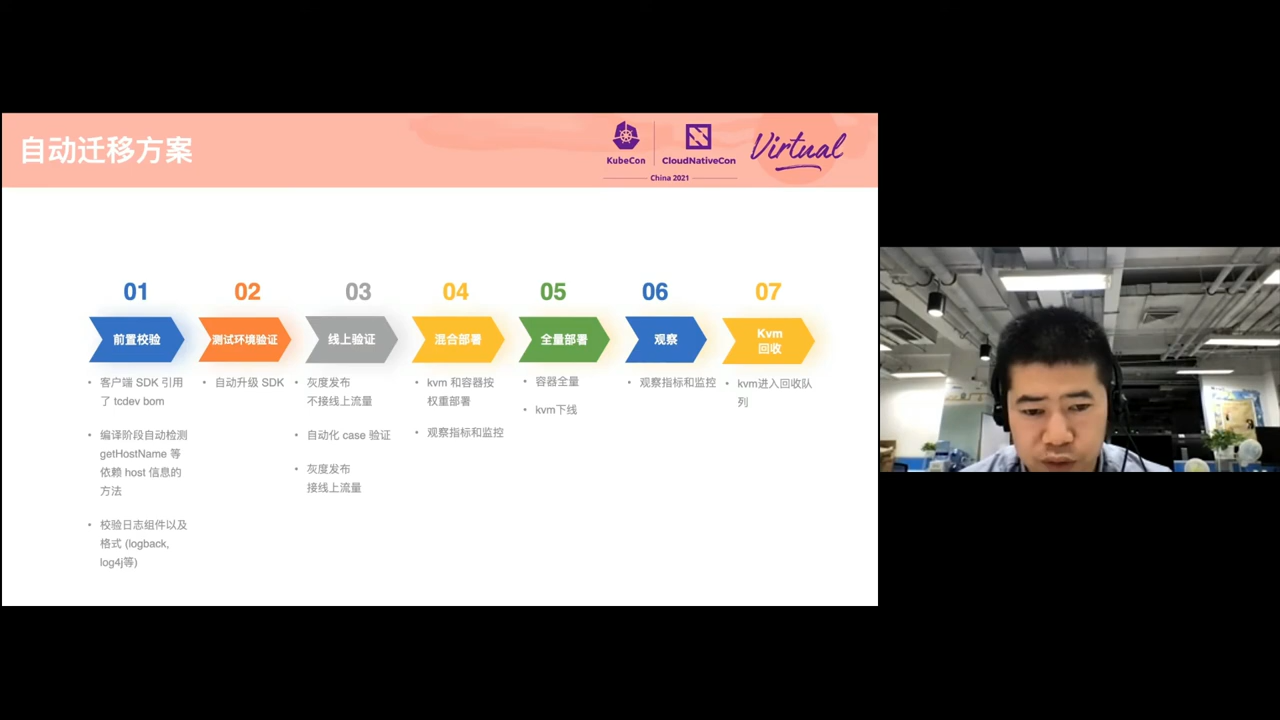 自动迁移方案
KubeCon
CloudNativeCon
Virtual
China 2021
01
前置校验
• 客户端 SDK 引用
了 tcdev bom
• 编译阶段自动检测
getHostName 等
依赖 host 信息的
方法
• 校验日志组件以及
格式 (logback,
log4j等)
02
测试环境验证
• 自动升级 SDK
03
线上验证
• 灰度发布
不接线上流量
• 自动化 case 验证
• 灰度发布
接线上流量
04
混合部署
• kvm 和容器按
权重部署
• 观察指标和监控
05
全量部署
• 容器全量
• kvm下线
06
观察
• 观察指标和监控
07
Kvm
回收
• kvm进入回收队
列